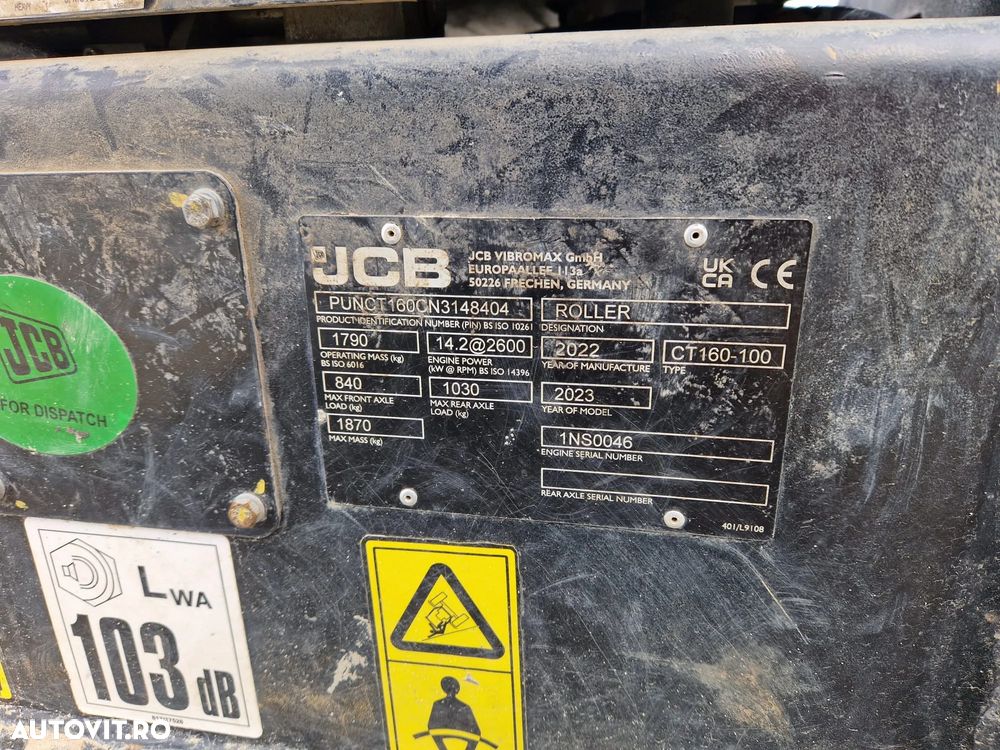 HEAVY
JCB
JCB VIBROMAX GmbH
EUROPAALLEE 113a
50226 FRECHEN, GERMANY
UK
CA
CE
PUNCT160CN3148404
PRODUCT IDENTIFICATION NUMBER (PIN) BS ISO 10261
ROLLER
DESIGNATION
1790
OPERATING MASS (kg)
BS ISO 6016
14.2@2600
ENGINE POWER
(kW @ RPM) BS ISO 14396
2022
YEAR OF MANUFACTURE
CT160-100
TYPE
840
MAX FRONT AXLE
LOAD (kg)
1030
MAX REAR AXLE
LOAD (kg)
2023
YEAR OF MODEL
1870
MAX MASS (kg)
1NS0046
ENGINE SERIAL NUMBER
REAR AXLE SERIAL NUMBER
401/L9108
JCB
FOR DISPATCH
LWA
103 dB
AUTOVIT.RO